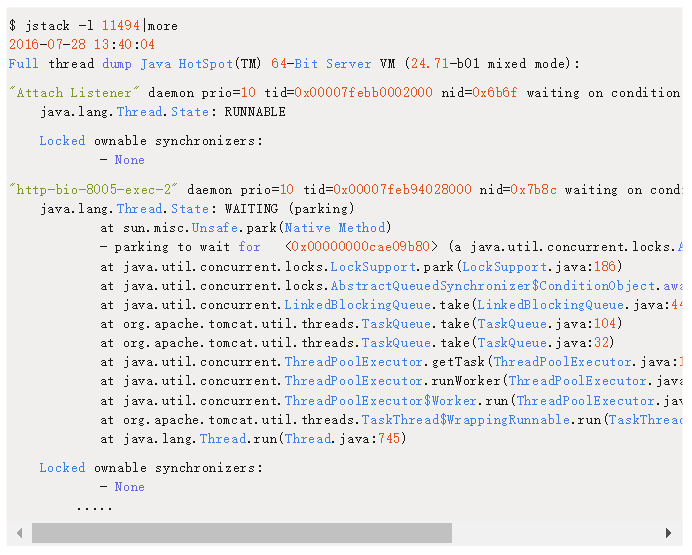 $ jstack -l 11494|more
2016-07-28 13:40:04
Full thread dump Java HotSpot(TM) 64-Bit Server VM (24.71-b01 mixed mode):
"Attach Listener" daemon prio=10 tid=0x00007febb0002000 nid=0x6b6f waiting on condition
java.lang.Thread.State: RUNNABLE
Locked ownable synchronizers:
- None
"http-bio-8005-exec-2" daemon prio=10 tid=0x00007feb94028000 nid=0x7b8c waiting on cond
java.lang.Thread.State: WAITING (parking)
at sun.misc.Unsafe.park(Native Method)
- parking to wait for <0x00000000cae09b80> (a java.util.concurrent.locks.A
at java.util.concurrent.locks.LockSupport.park(LockSupport.java:186)
at java.util.concurrent.locks.AbstractQueuedSynchronizer$ConditionObject.awa
at java.util.concurrent.LinkedBlockingQueue.take(LinkedBlockingQueue.java:44
at org.apache.tomcat.util.threads.TaskQueue.take(TaskQueue.java:104)
at org.apache.tomcat.util.threads.TaskQueue.take(TaskQueue.java:32)
at java.util.concurrent.ThreadPoolExecutor.getTask(ThreadPoolExecutor.java:1
at java.util.concurrent.ThreadPoolExecutor.runWorker(ThreadPoolExecutor.java
at java.util.concurrent.ThreadPoolExecutor$Worker.run(ThreadPoolExecutor.jav
at org.apache.tomcat.util.threads.TaskThread$WrappingRunnable.run(TaskThread
at java.lang.Thread.run(Thread.java:745)
Locked ownable synchronizers:
- None
.....